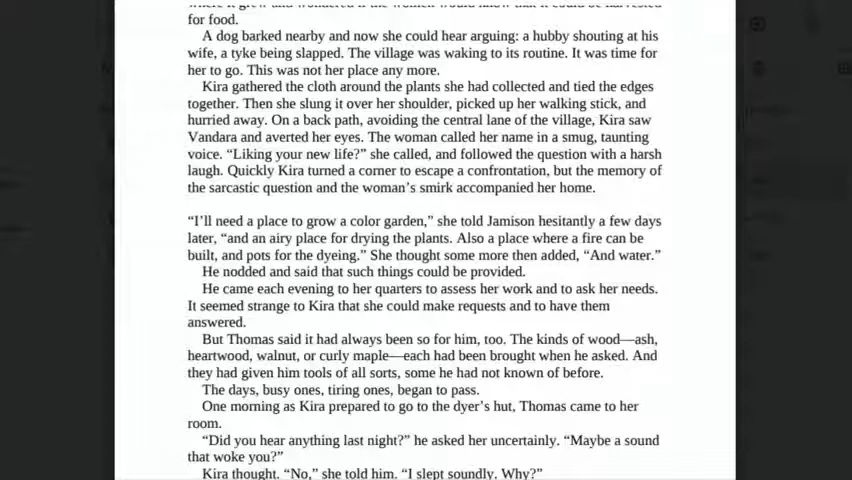 for food.
A dog barked nearby and now she could hear arguing: a hubby shouting at his
wife, a tyke being slapped. The village was waking to its routine. It was time for
her to go. This was not her place any more.
Kira gathered the cloth around the plants she had collected and tied the edges
together. Then she slung it over her shoulder, picked up her walking stick, and
hurried away. On a back path, avoiding the central lane of the village, Kira saw
Vandara and averted her eyes. The woman called her name in a smug, taunting
voice. “Liking your new life?” she called, and followed the question with a harsh
laugh. Quickly Kira turned a corner to escape a confrontation, but the memory of
the sarcastic question and the woman’s smirk accompanied her home.
“I’ll need a place to grow a color garden,” she told Jamison hesitantly a few days
later, “and an airy place for drying the plants. Also a place where a fire can be
built, and pots for the dyeing.” She thought some more then added, “And water.”
He nodded and said that such things could be provided.
He came each evening to her quarters to assess her work and to ask her needs.
It seemed strange to Kira that she could make requests and to have them
answered.
But Thomas said it had always been so for him, too. The kinds of wood—ash,
heartwood, walnut, or curly maple—each had been brought when he asked. And
they had given him tools of all sorts, some he had not known of before.
The days, busy ones, tiring ones, began to pass.
One morning as Kira prepared to go to the dyer’s hut, Thomas came to her
room.
“Did you hear anything last night?” he asked her uncertainly. “Maybe a sound
that woke you?”
Kira thought. “No,” she told him. “I slept soundly. Why?”